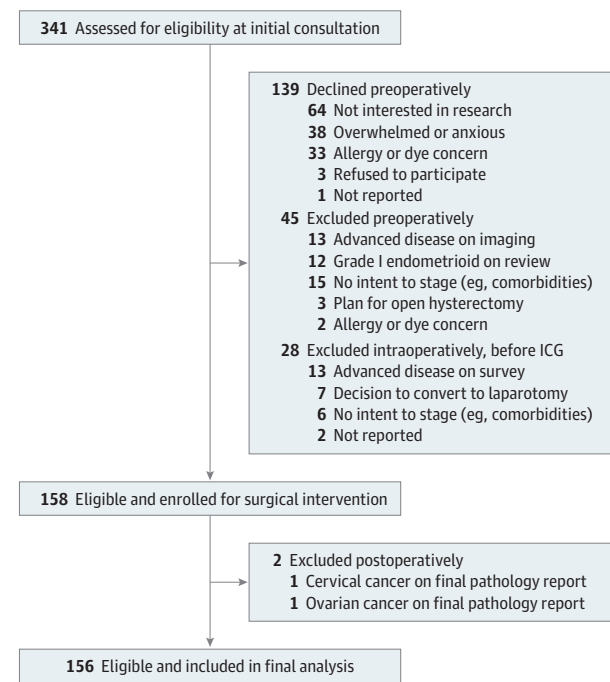 341 Assessed for eligibility at initial consultation
139 Declined preoperatively
64 Not interested in research
38 Overwhelmed or anxious
33 Allergy or dye concern
3 Refused to participate
1 Not reported
45 Excluded preoperatively
13 Advanced disease on imaging
12 Grade I endometrioid on review
15 No intent to stage (eg, comorbidities)
3 Plan for open hysterectomy
2 Allergy or dye concern
28 Excluded intraoperatively, before ICG
13 Advanced disease on survey
7 Decision to convert to laparotomy
6 No intent to stage (eg, comorbidities)
2 Not reported
158 Eligible and enrolled for surgical intervention
2 Excluded postoperatively
1 Cervical cancer on final pathology report
1 Ovarian cancer on final pathology report
156 Eligible and included in final analysis